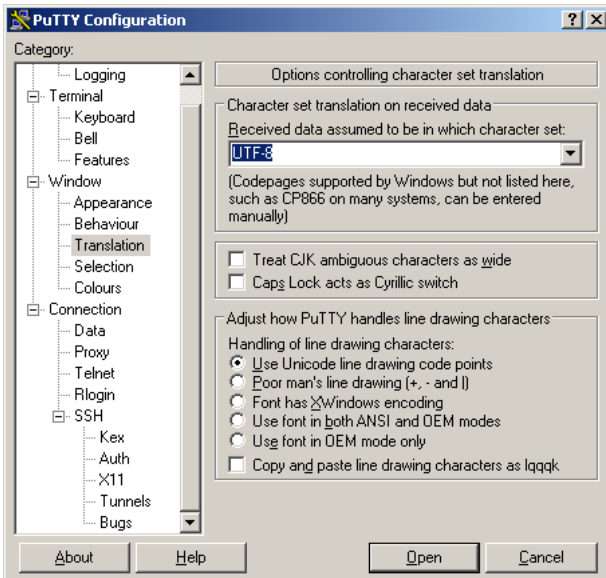 PuTTY Configuration
Category:
Logging
Terminal
Keyboard
Bell
Features
Window
Appearance
Behaviour
Translation
Selection
Colours
Connection
Data
Proxy
Telnet
Rlogin
SSH
Kex
Auth
X11
Tunnels
Bugs
Options controlling character set translation
Character set translation on received data
Received data assumed to be in which character set:
UTF-8
(Codepages supported by Windows but not listed here,
such as CP866 on many systems, can be entered
manually)
Treat CJK ambiguous characters as wide
Caps Lock acts as Cyrillic switch
Adjust how PuTTY handles line drawing characters
Handling of line drawing characters:
Use Unicode line drawing code points
Poor man's line drawing (+, - and |)
Font has XWindows encoding
Use font in both ANSI and OEM modes
Use font in OEM mode only
Copy and paste line drawing characters as lqqqk
About
Help
Open
Cancel